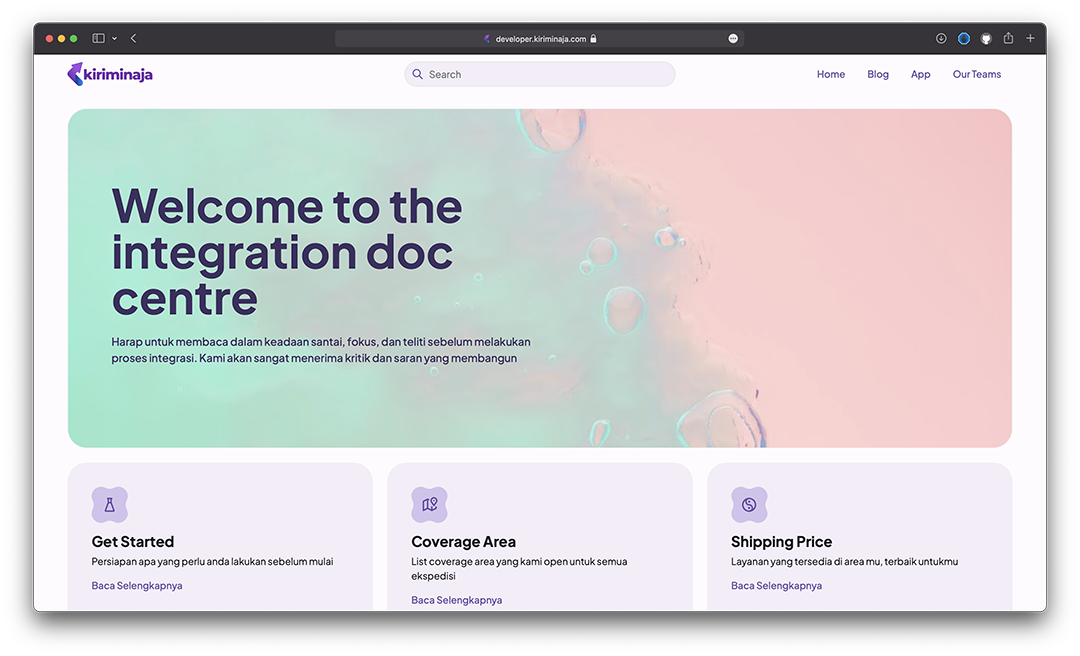 developer.kiriminaja.com
kiriminaja
Search
Home
Blog
App
Our Teams
Welcome to the
integration doc
centre
Harap untuk membaca dalam keadaan santai, fokus, dan teliti sebelum melakukan
proses integrasi. Kami akan sangat menerima kritik dan saran yang membangun
Get Started
Persiapan apa yang perlu anda lakukan sebelum mulai
Baca Selengkapnya
Coverage Area
List coverage area yang kami open untuk semua
ekspedisi
Baca Selengkapnya
Shipping Price
Layanan yang tersedia di area mu, terbaik untukmu
Baca Selengkapnya